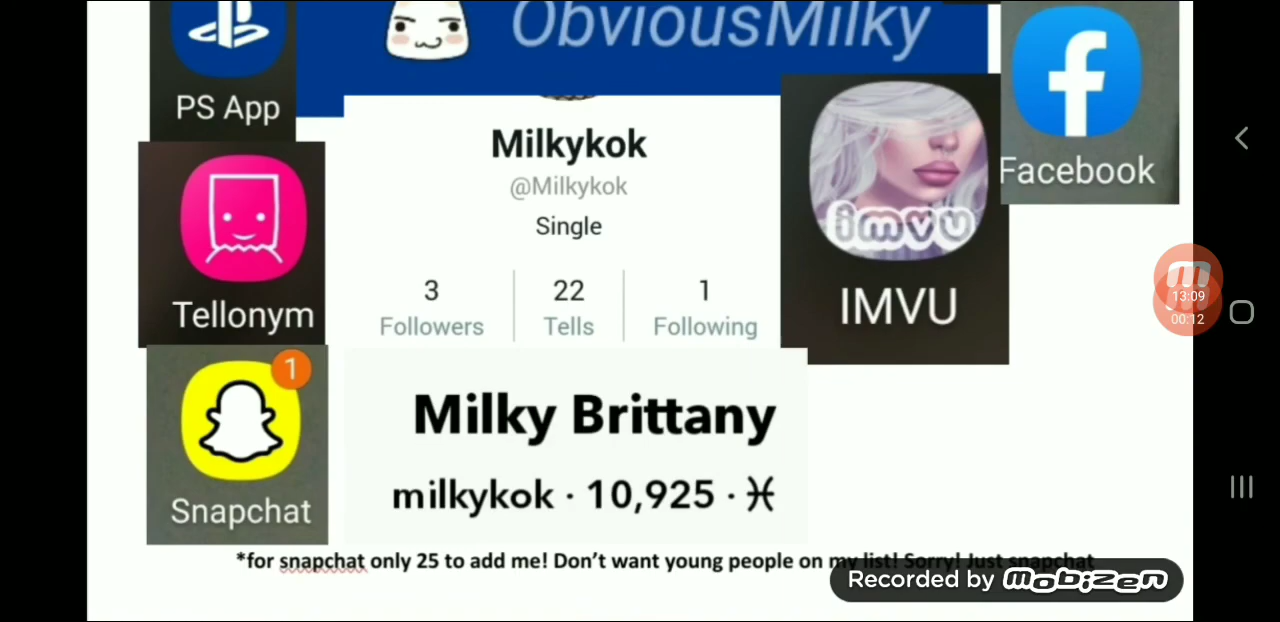 ObviousMilky
PS App
Facebook
Milkykok
@Milkykok
Single
3 Followers
22 Tells
1 Following
imvu
IMVU
Tellonym
1
Snapchat
Milky Brittany
milkykok · 10,925 · ♓
*for snapchat only 25 to add me! Don’t want young people on my list! Sorry! Just snapchat
Recorded by mobizen
13:09
00:12